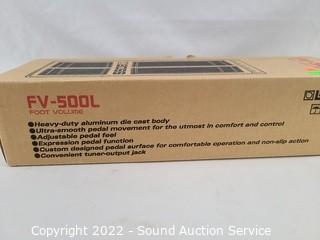 FV-500L
FOOT VOLUME
●Heavy-duty aluminum die cast body
●Ultra-smooth pedal movement for the utmost in comfort and control
●Adjustable pedal feel
●Expression pedal function
●Custom designed pedal surface for comfortable operation and non-slip action
●Convenient tuner-output jack
Copyright - 2022 - Sound Auction Service